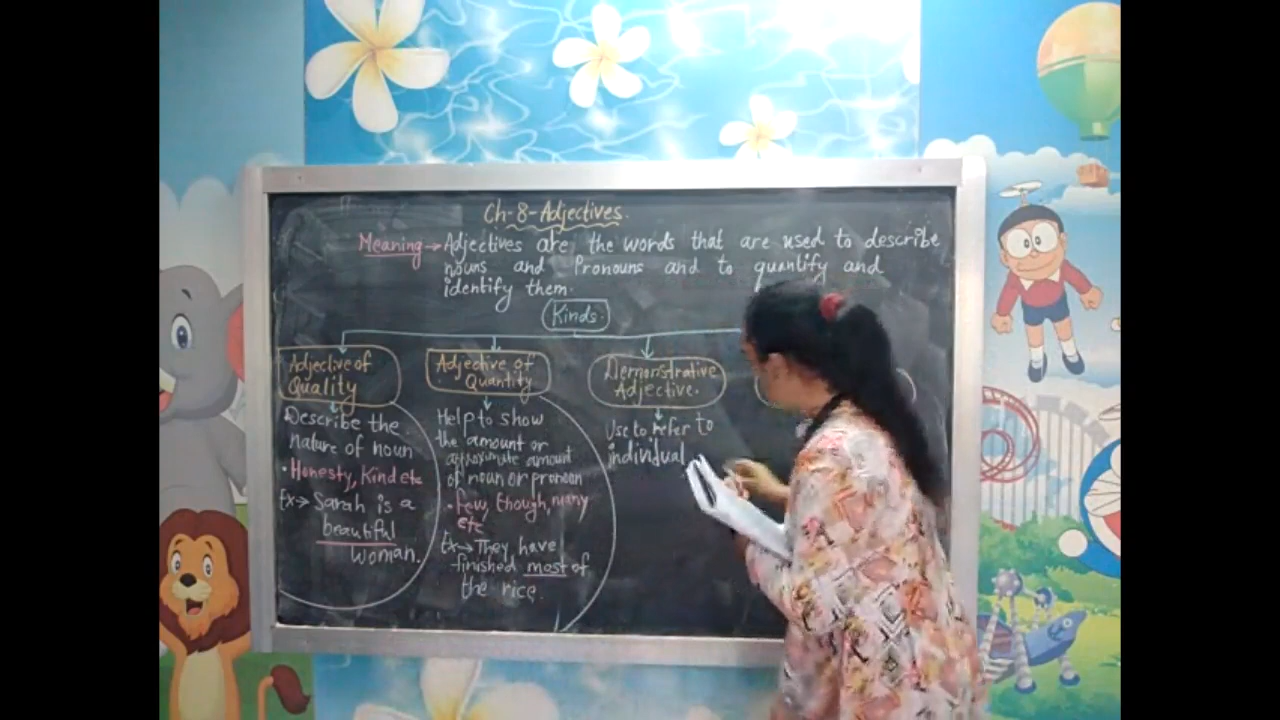 Ch-8-Adjectives.
Meaning→Adjectives are the words that are used to describe
nouns and Pronouns and to quantify and
identify them.
Kinds.
Adjective of
Quality
Describe the
nature of noun
• Honesty, Kind etc
Ex→ Sarah is a
beautiful
woman.
Adjective of
Quantity
Help to show
the amount or
approximate amount
of noun or pronoun
• few, though, many
etc
Ex→They have
finished most of
the rice.
Demonstrative
Adjective.
Use to refer to
individual